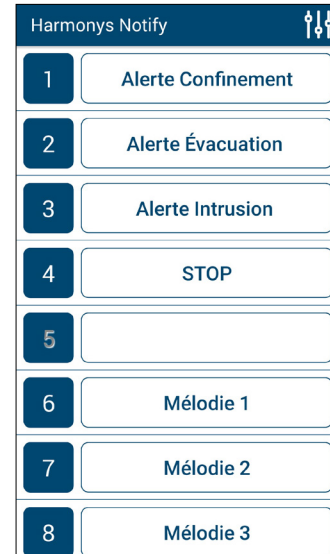 Harmonys Notify
1 Alerte Confinement
2 Alerte Évacuation
3 Alerte Intrusion
4 STOP
5
6 Mélodie 1
7 Mélodie 2
8 Mélodie 3